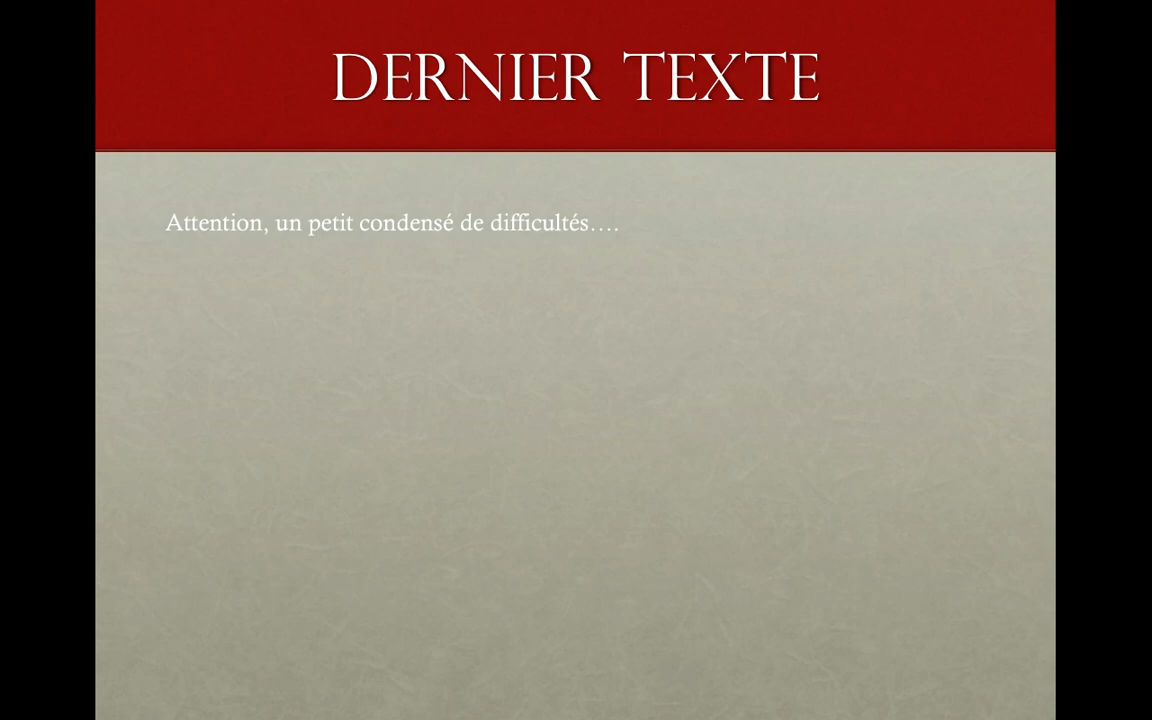 DERNIER TEXTE
Attention, un petit condensé de difficultés….